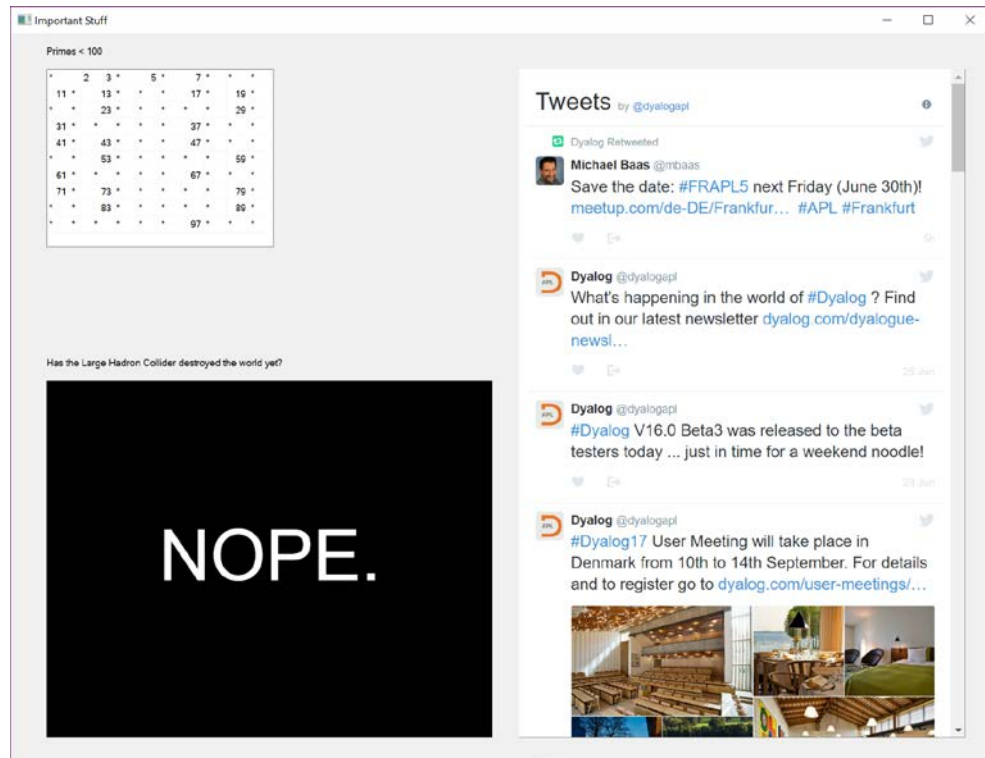 Important Stuff
Primes < 100
* 2 3 * 5 * 7 * * *
11 * 13 * * * 17 * 19 *
* * 23 * * * * * 29 *
31 * * * * * 37 * * *
41 * 43 * * * 47 * * *
* * 53 * * * * * 59 *
61 * * * * * 67 * * *
71 * 73 * * * * * 79 *
* * 83 * * * * * 89 *
* * * * * * 97 * * *
Has the Large Hadron Collider destroyed the world yet?
NOPE.
Tweets by @dyalogapl
Dyalog Retweeted
Michael Baas @mbaas
Save the date: #FRAPL5 next Friday (June 30th)!
meetup.com/de-DE/Frankfur… #APL #Frankfurt
APL
Dyalog @dyalogapl
What's happening in the world of #Dyalog ? Find
out in our latest newsletter dyalog.com/dyalogue-
newsl…
APL
Dyalog @dyalogapl
#Dyalog V16.0 Beta3 was released to the beta
testers today ... just in time for a weekend noodle!
APL
Dyalog @dyalogapl
#Dyalog17 User Meeting will take place in
Denmark from 10th to 14th September. For details
and to register go to dyalog.com/user-meetings/…